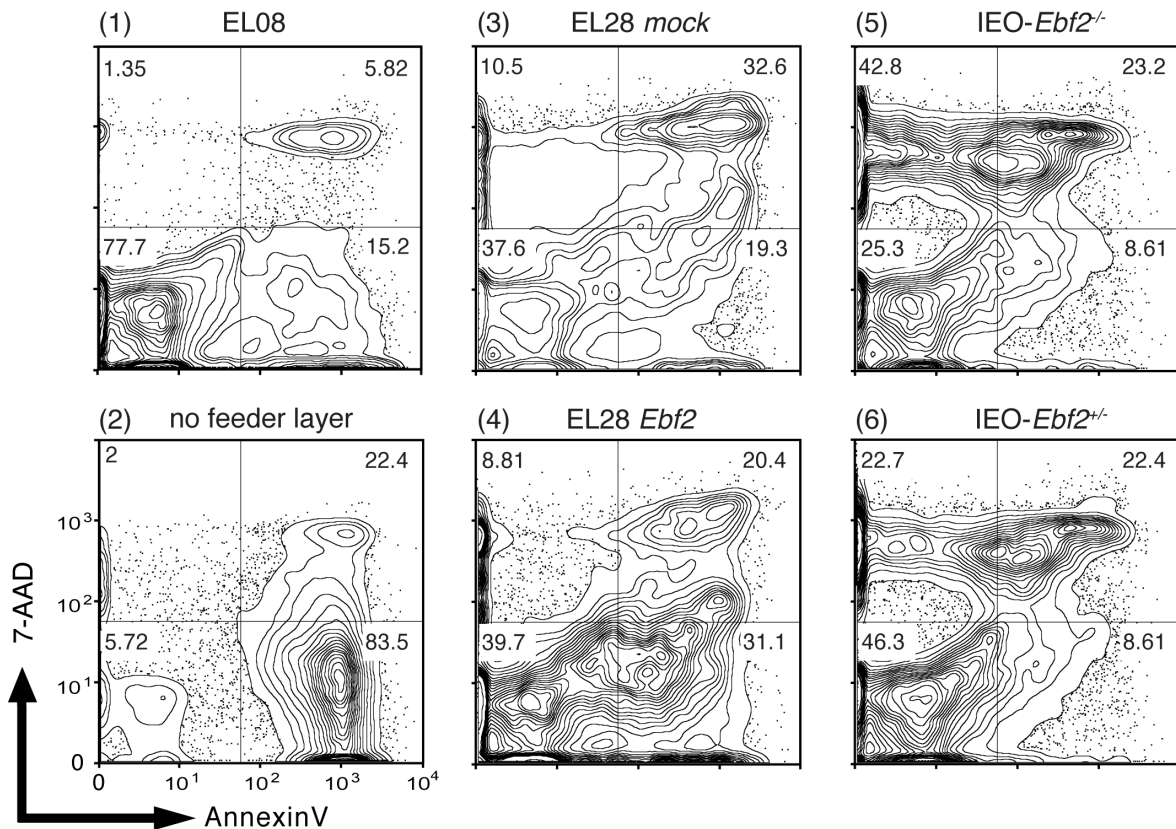 (1) EL08
1.35 5.82
77.7 15.2
(3) EL28 mock
10.5 32.6
37.6 19.3
(5) IEO-Ebf2-/-
42.8 23.2
25.3 8.61
(2) no feeder layer
2 22.4
5.72 83.5
10³
10²
10¹
0
0 10¹ 10² 10³ 10⁴
7-AAD
AnnexinV
(4) EL28 Ebf2
8.81 20.4
39.7 31.1
(6) IEO-Ebf2+/-
22.7 22.4
46.3 8.61